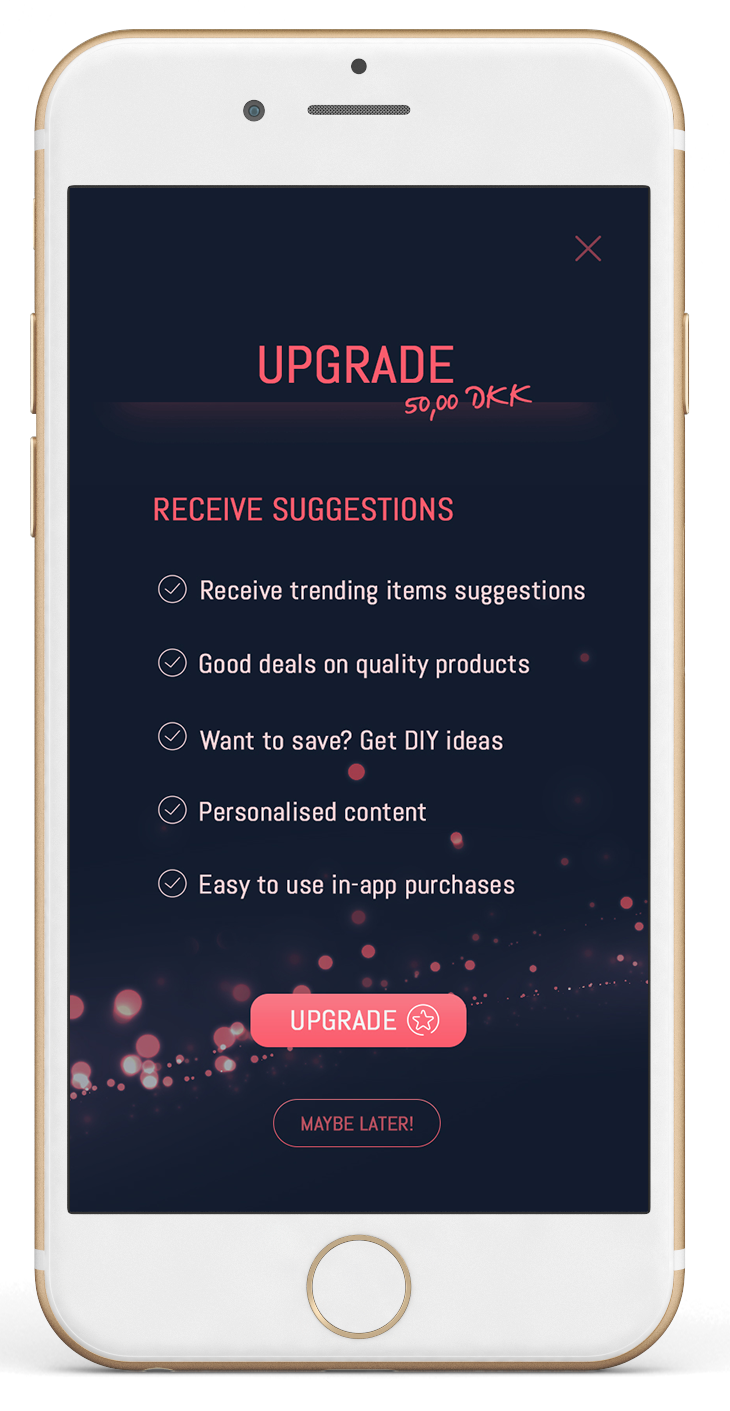 UPGRADE
50,00 DKK
RECEIVE SUGGESTIONS
Receive trending items suggestions
Good deals on quality products
Want to save? Get DIY ideas
Personalised content
Easy to use in-app purchases
UPGRADE
MAYBE LATER!